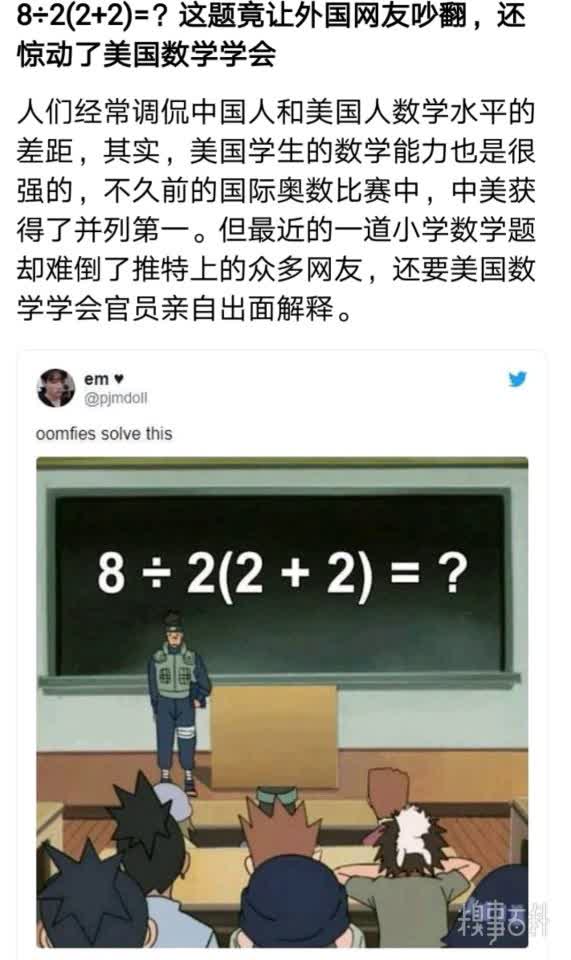 8÷2(2+2)=？这题竟让外国网友吵翻，还
惊动了美国数学学会
人们经常调侃中国人和美国人数学水平的
差距，其实，美国学生的数学能力也是很
强的，不久前的国际奥数比赛中，中美获
得了并列第一。但最近的一道小学数学题
却难倒了推特上的众多网友，还要美国数
学学会官员亲自出面解释。
em ♥
@pjmdoll
oomfies solve this
8 ÷ 2(2 + 2) = ?